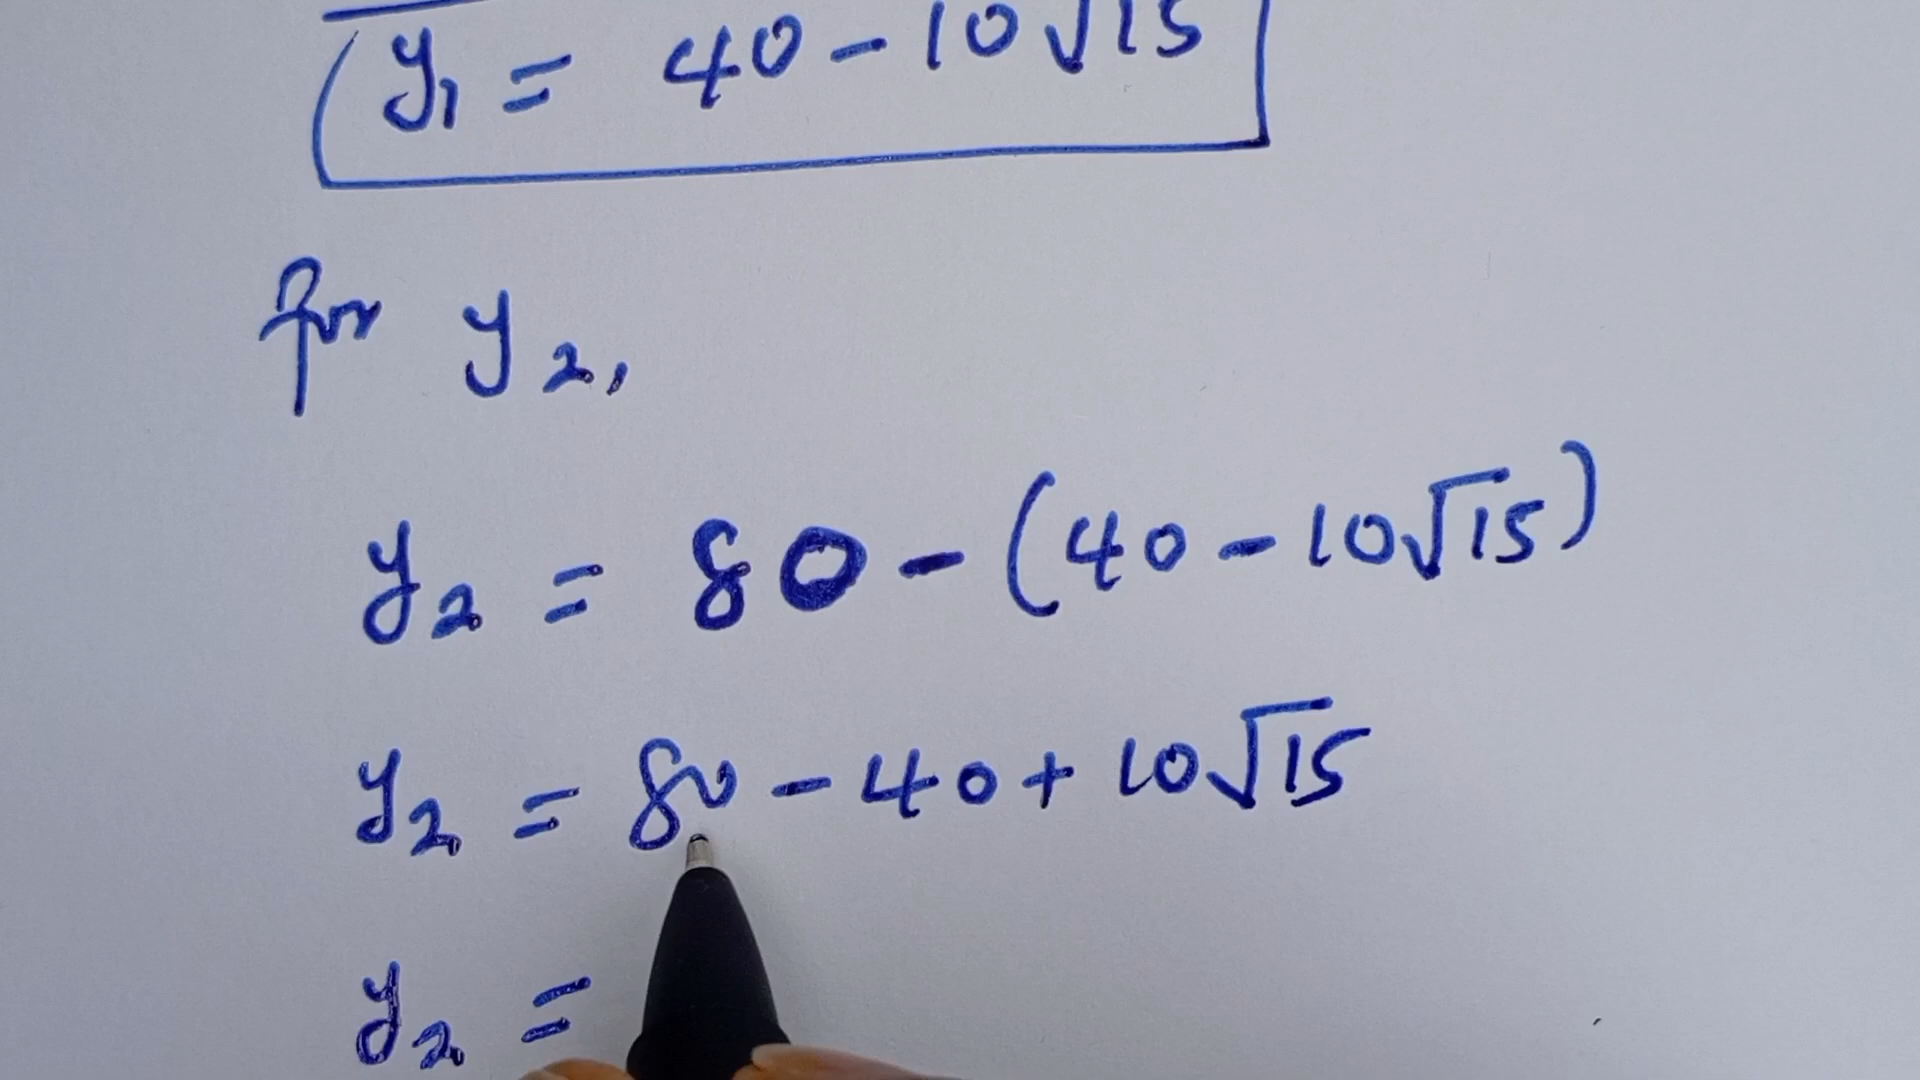 y₁ = 40 - 10√15
for y₂,
y₂ = 80 - (40 - 10√15)
y₂ = 80 - 40 + 10√15
y₂ =